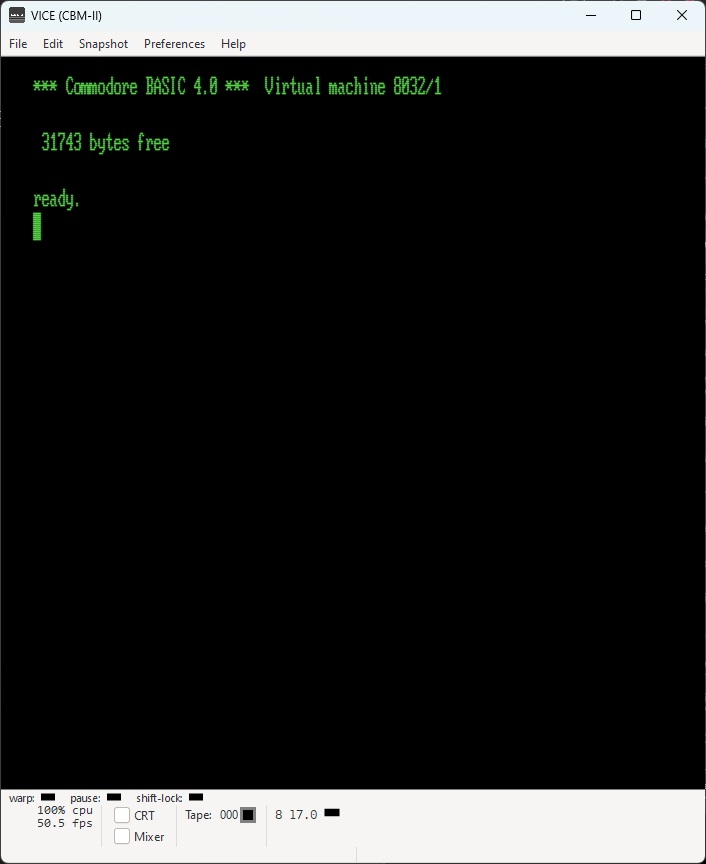 VICE (CBM-II)
File Edit Snapshot Preferences Help
*** Commodore BASIC 4.0 *** Virtual machine 8032/1
31743 bytes free
ready.
warp: pause: shift-lock:
100% cpu
50.5 fps
CRT
Mixer
Tape: 000
8 17.0